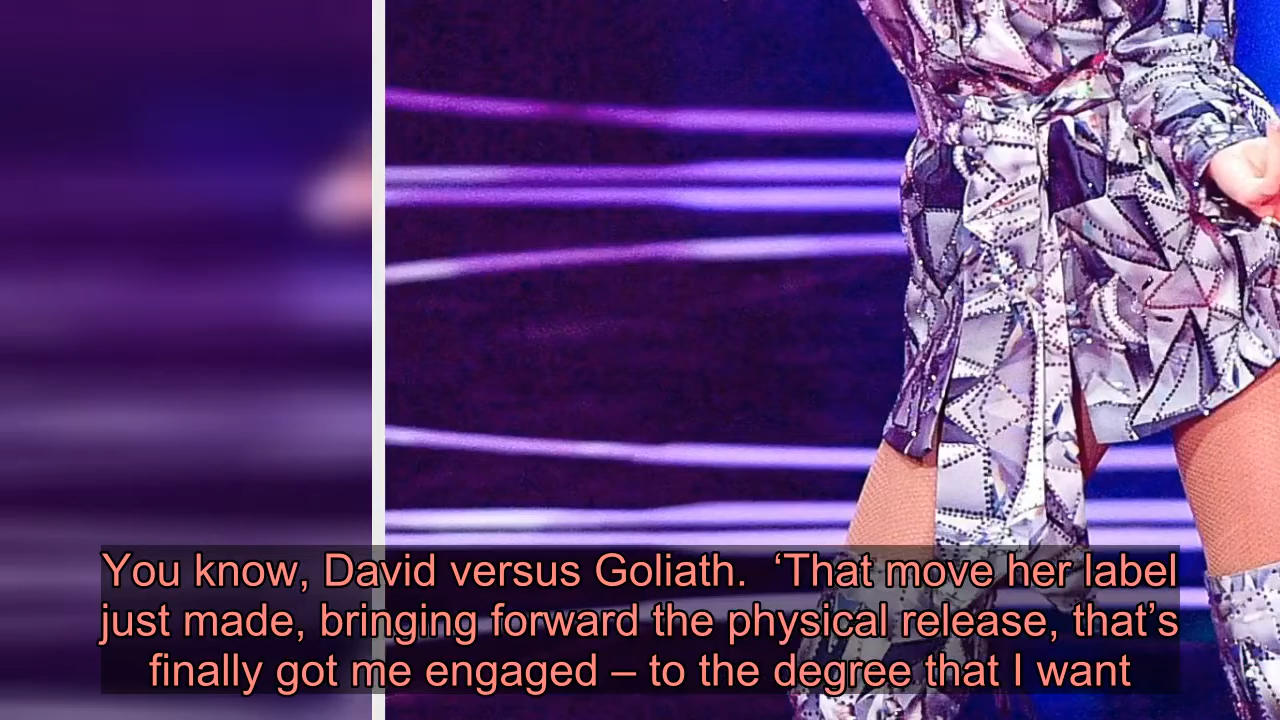 You know, David versus Goliath.  ‘That move her label
just made, bringing forward the physical release, that’s
finally got me engaged – to the degree that I want